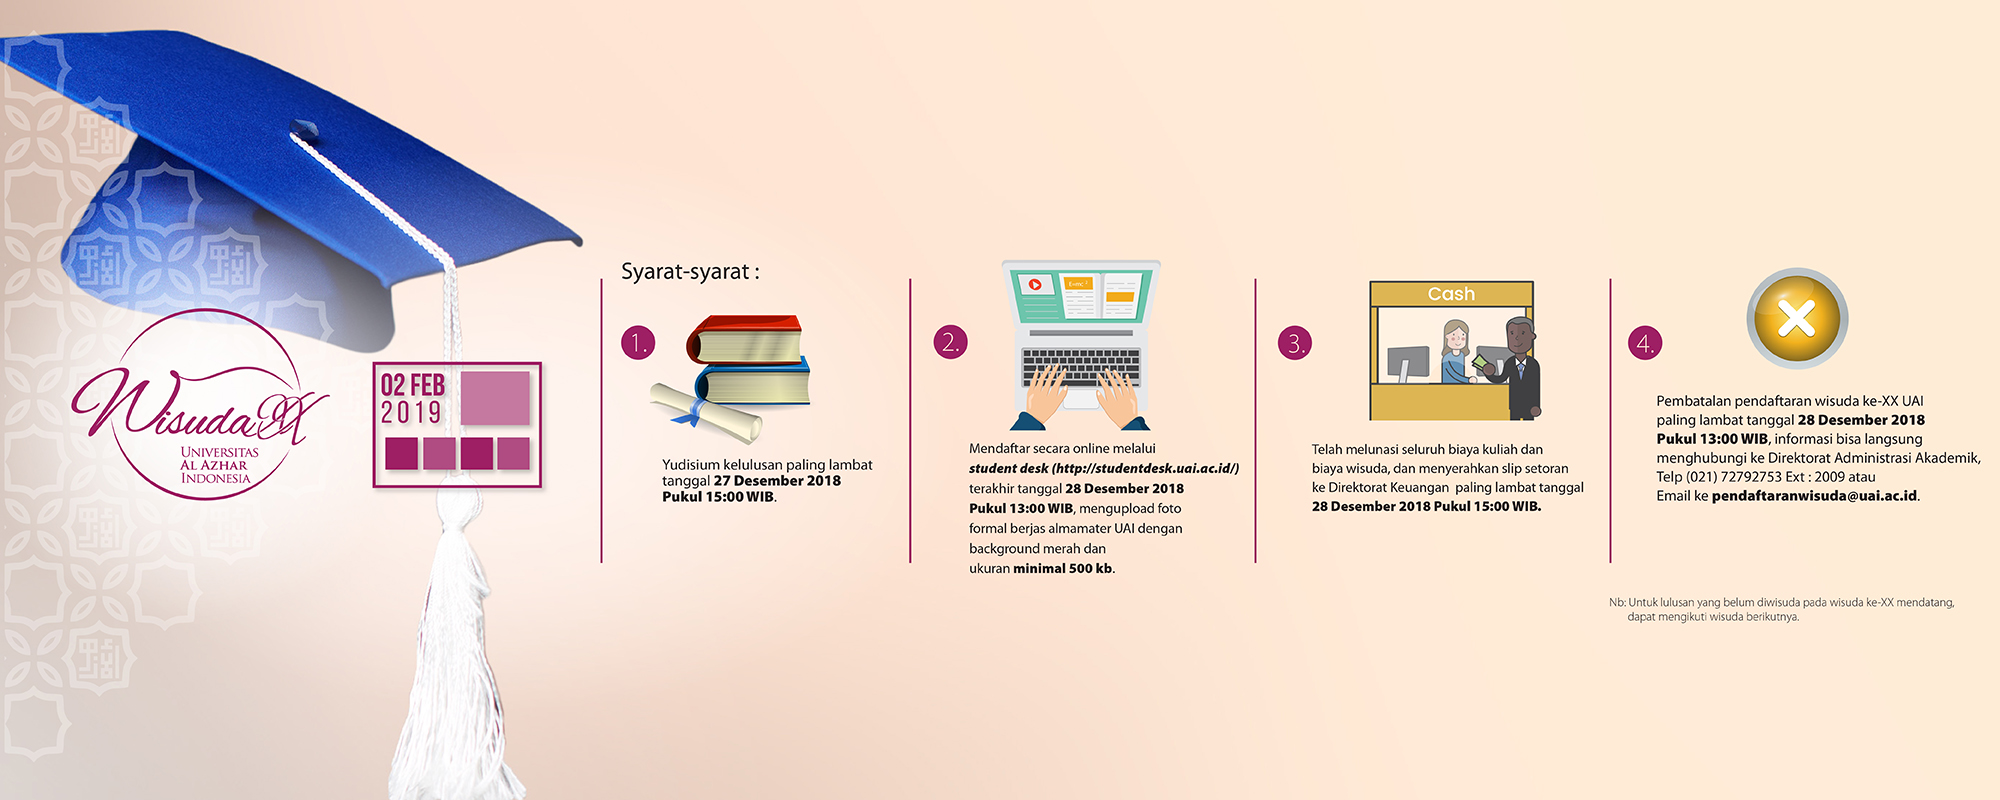 Wisuda XX
UNIVERSITAS
AL AZHAR
INDONESIA
02 FEB
2019
Syarat-syarat :
1.
Yudisium kelulusan paling lambat
tanggal 27 Desember 2018
Pukul 15:00 WIB.
2.
Mendaftar secara online melalui
student desk (http://studentdesk.uai.ac.id/)
terakhir tanggal 28 Desember 2018
Pukul 13:00 WIB, mengupload foto
formal berjas almamater UAI dengan
background merah dan
ukuran minimal 500 kb.
3.
Cash
Telah melunasi seluruh biaya kuliah dan
biaya wisuda, dan menyerahkan slip setoran
ke Direktorat Keuangan paling lambat tanggal
28 Desember 2018 Pukul 15:00 WIB.
4.
Pembatalan pendaftaran wisuda ke-XX UAI
paling lambat tanggal 28 Desember 2018
Pukul 13:00 WIB, informasi bisa langsung
menghubungi ke Direktorat Administrasi Akademik,
Telp (021) 72792753 Ext : 2009 atau
Email ke pendaftaranwisuda@uai.ac.id.
Nb: Untuk lulusan yang belum diwisuda pada wisuda ke-XX mendatang,
dapat mengikuti wisuda berikutnya.